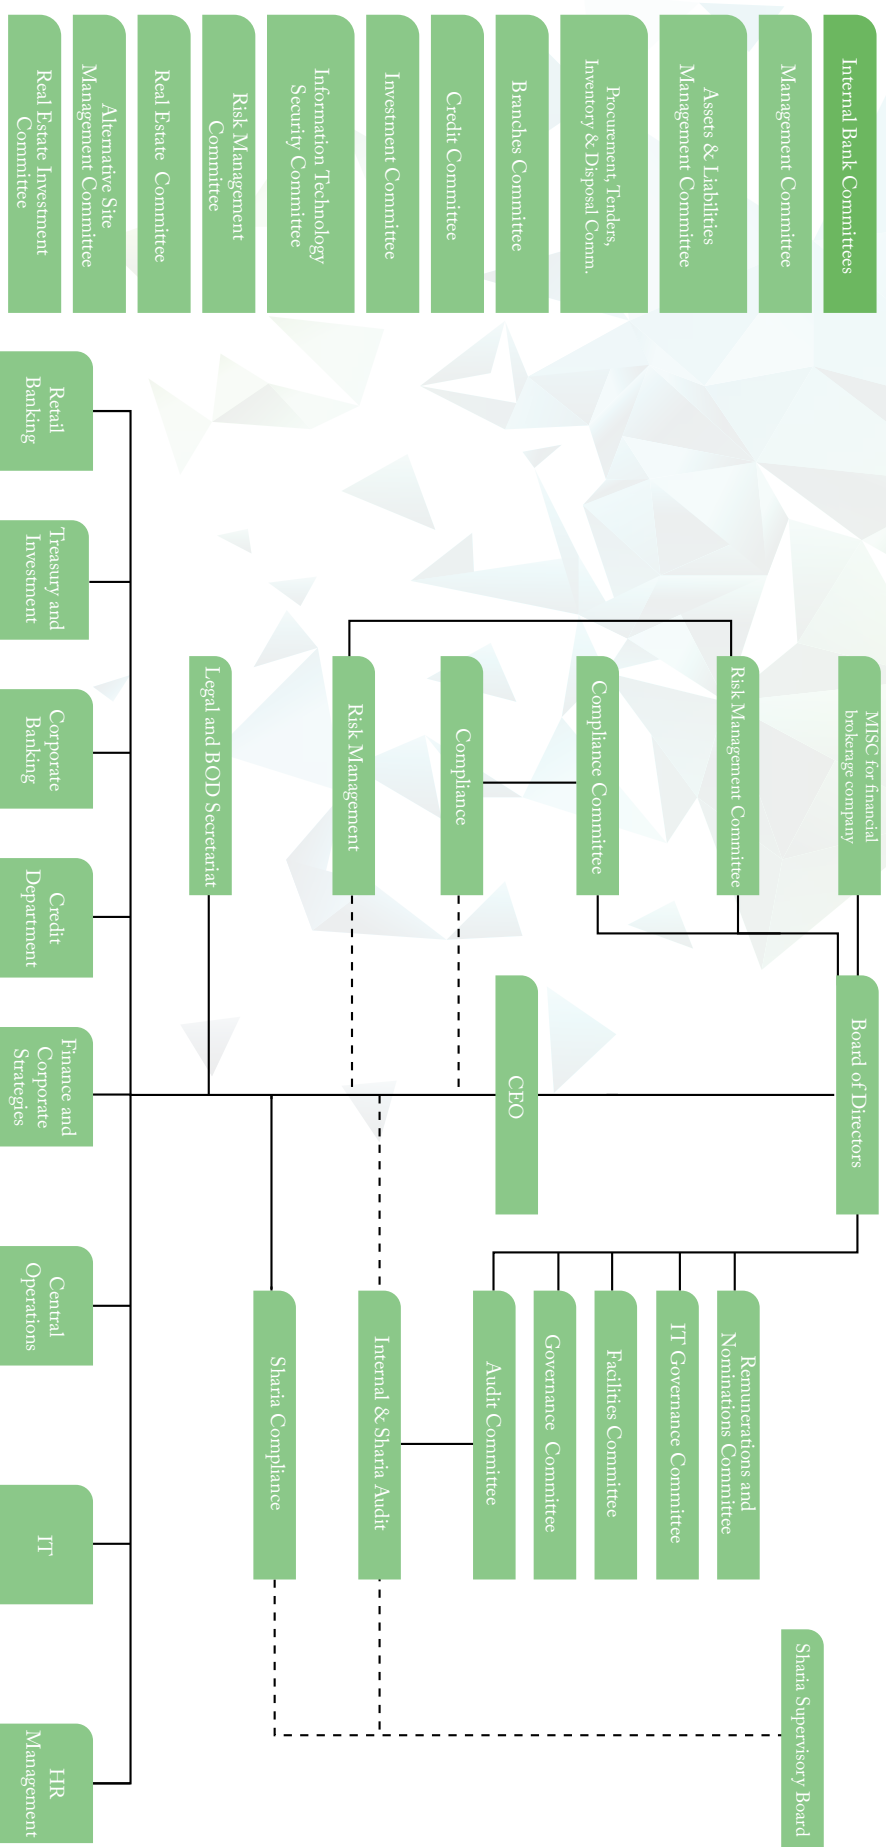 Internal Bank Committees
Management Committee
Assets & Liabilities
Management Committee
Procurement, Tenders,
Inventory & Disposal Comm.
Branches Committee
Credit Committee
Investment Committee
Information Technology
Security Committee
Risk Management
Committee
Real Estate Committee
Alternative Site
Management Committee
Real Estate Investment
Committee
MISC for financial
brokerage company
Board of Directors
Sharia Supervisory Board
Risk Management Committee
Compliance Committee
Compliance
Risk Management
Legal and BOD Secretariat
CEO
Remunerations and
Nominations Committee
IT Governance Committee
Facilities Committee
Governance Committee
Audit Committee
Internal & Sharia Audit
Sharia Compliance
Retail
Banking
Treasury and
Investment
Corporate
Banking
Credit
Department
Finance and
Corporate
Strategies
Central
Operations
IT
HR
Management